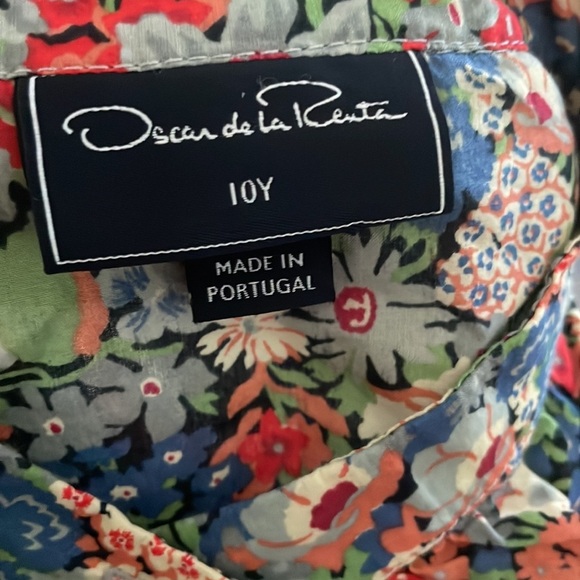 Oscar de la Renta
10Y
MADE IN
PORTUGAL